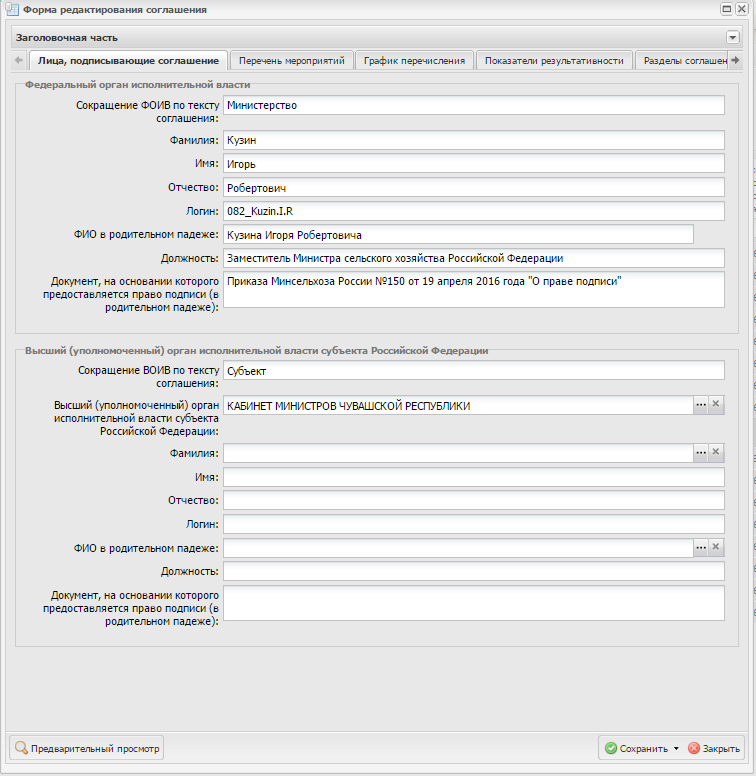 Форма редактирования соглашения
Заголовочная часть
Лица, подписывающие соглашение
Перечень мероприятий
График перечисления
Показатели результативности
Разделы соглашен
Федеральный орган исполнительной власти
Сокращение ФОИВ по тексту
соглашения:
Министерство
Фамилия:
Кузин
Имя:
Игорь
Отчество:
Робертович
Логин:
082_Kuzin.I.R
ФИО в родительном падеже:
Кузина Игоря Робертовича
Должность:
Заместитель Министра сельского хозяйства Российской Федерации
Документ, на основании которого
предоставляется право подписи (в
родительном падеже):
Приказа Минсельхоза России №150 от 19 апреля 2016 года "О праве подписи"
Высший (уполномоченный) орган исполнительной власти субъекта Российской Федерации
Сокращение ВОИВ по тексту
соглашения:
Субъект
Высший (уполномоченный) орган
исполнительной власти субъекта
Российской Федерации:
КАБИНЕТ МИНИСТРОВ ЧУВАШСКОЙ РЕСПУБЛИКИ
Фамилия:
Имя:
Отчество:
Логин:
ФИО в родительном падеже:
Должность:
Документ, на основании которого
предоставляется право подписи (в
родительном падеже):
Предварительный просмотр
Сохранить
Закрыть